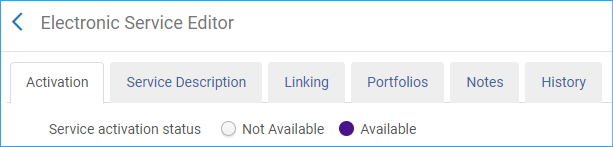 Electronic Service Editor
Activation Service Description Linking Portfolios Notes History
Service activation status Not Available Available